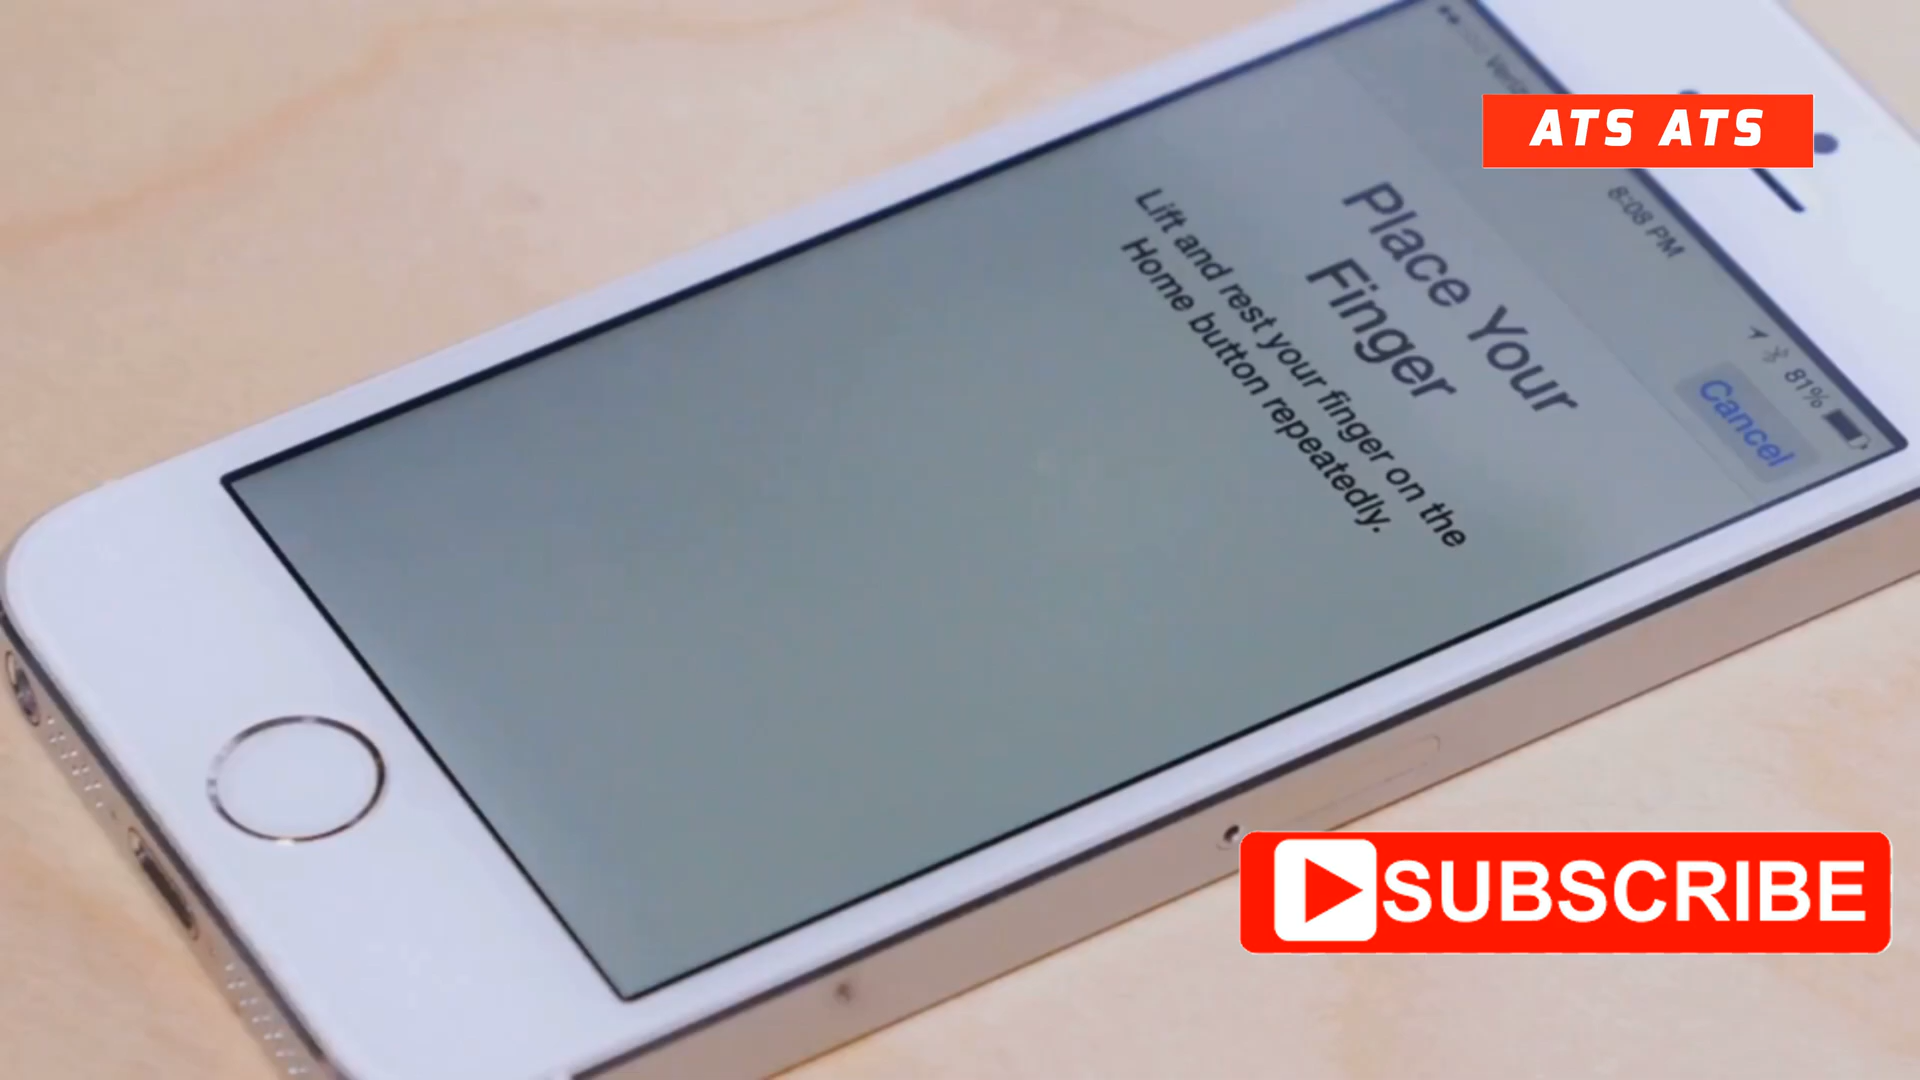 ATS ATS
8:08 PM
81%
Cancel
Place Your
Finger
Lift and rest your finger on the
Home button repeatedly.
SUBSCRIBE